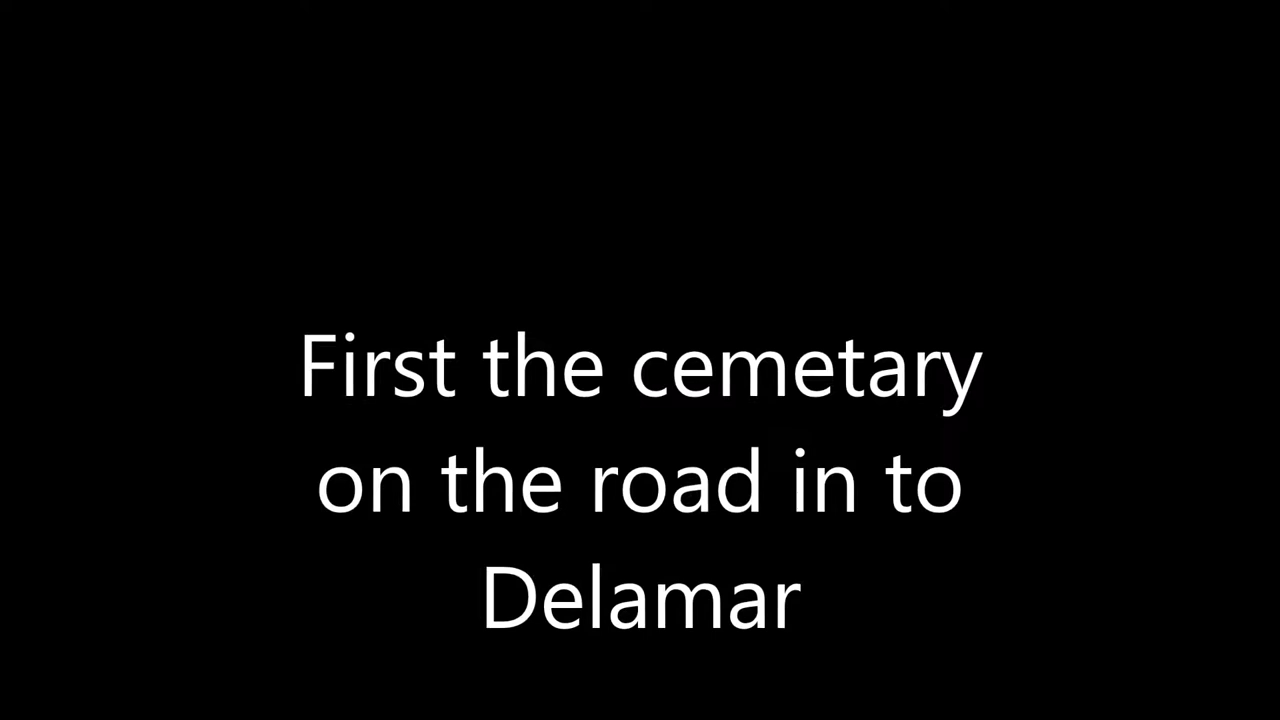 First the cemetary
on the road in to
Delamar